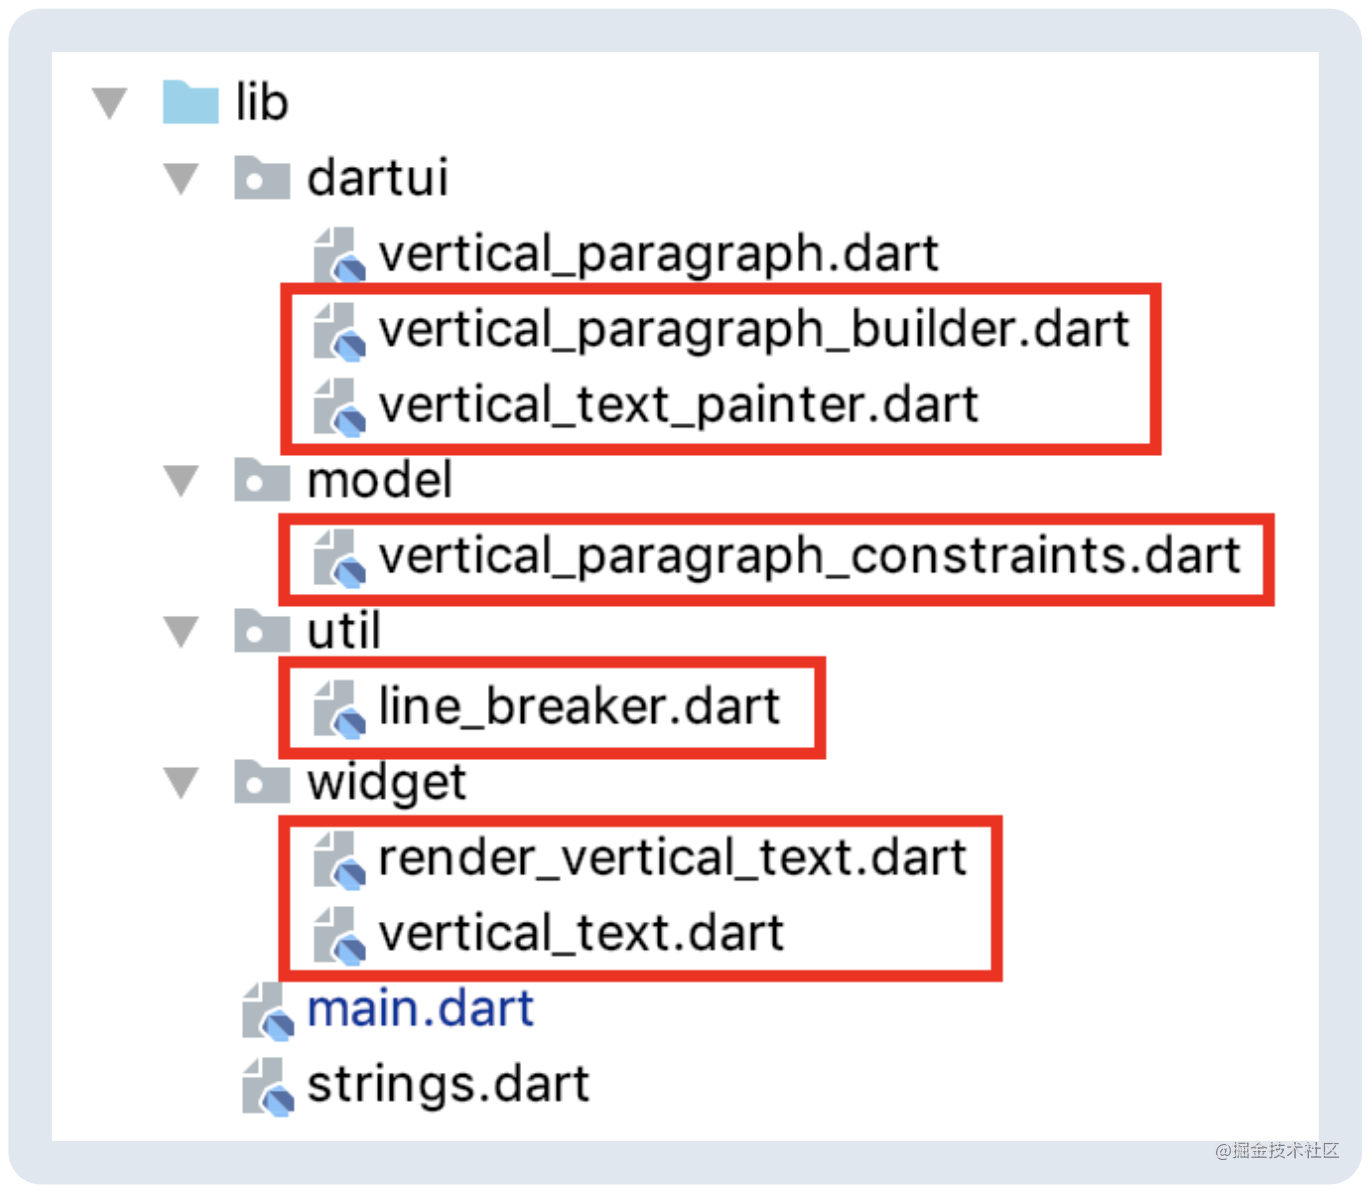 lib
dartui
vertical_paragraph.dart
vertical_paragraph_builder.dart
vertical_text_painter.dart
model
vertical_paragraph_constraints.dart
util
line_breaker.dart
widget
render_vertical_text.dart
vertical_text.dart
main.dart
strings.dart
@掘金技术社区